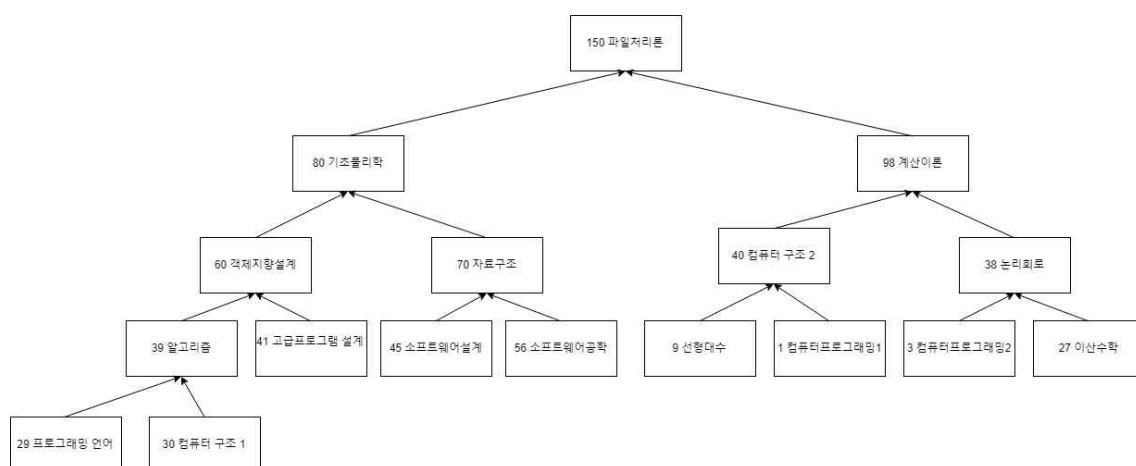 150 파일처리론
80 기초물리학
98 계산이론
60 객체지향설계
70 자료구조
40 컴퓨터 구조 2
38 논리회로
39 알고리즘
41 고급프로그램 설계
45 소프트웨어설계
56 소프트웨어공학
9 선형대수
1 컴퓨터프로그래밍1
3 컴퓨터프로그래밍2
27 이산수학
29 프로그래밍 언어
30 컴퓨터 구조 1